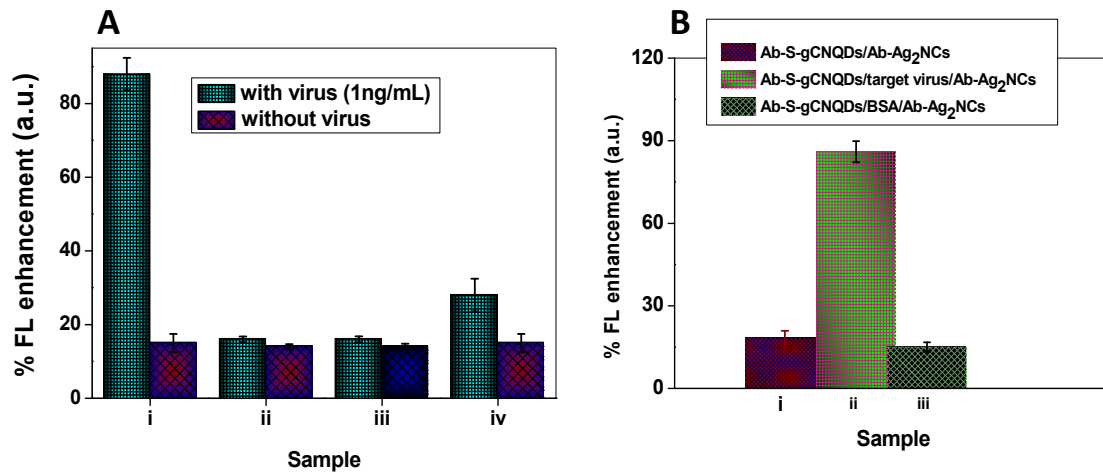 A
% FL enhancement (a.u.)
80
60
40
20
0
with virus (1ng/mL)
without virus
i ii iii iv
Sample
B
% FL enhancement (a.u.)
120
90
60
30
0
Ab-S-gCNQDs/Ab-Ag₂NCs
Ab-S-gCNQDs/target virus/Ab-Ag₂NCs
Ab-S-gCNQDs/BSA/Ab-Ag₂NCs
i ii iii
Sample